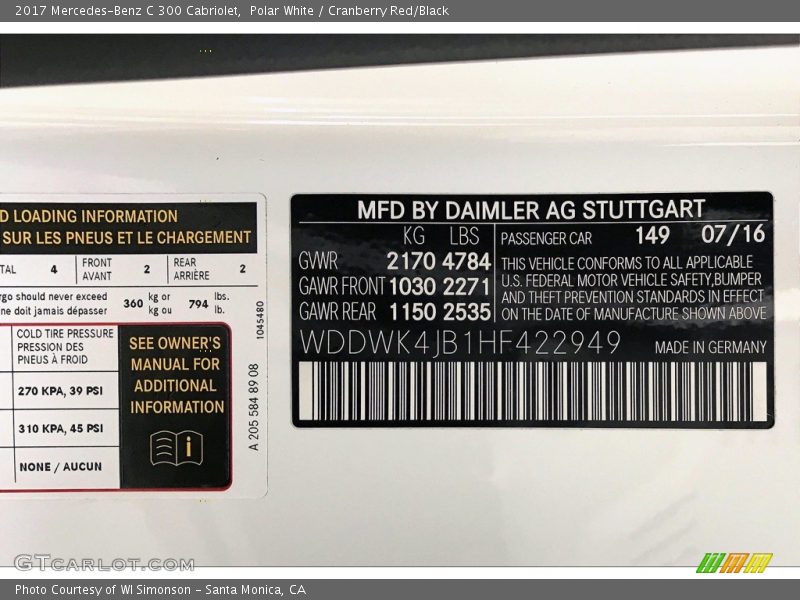 2017 Mercedes-Benz C 300 Cabriolet,  Polar White / Cranberry Red/Black
D LOADING INFORMATION
SUR LES PNEUS ET LE CHARGEMENT
TAL 4 FRONT AVANT 2 REAR ARRIÈRE 2
rgo should never exceed 360 kg or 794 lbs.
ne doit jamais dépasser kg ou lb.
COLD TIRE PRESSURE
PRESSION DES
PNEUS À FROID
270 KPA, 39 PSI
310 KPA, 45 PSI
NONE / AUCUN
SEE OWNER'S
MANUAL FOR
ADDITIONAL
INFORMATION
i
1045480
A 205 584 89 08
MFD BY DAIMLER AG STUTTGART
KG LBS
GVWR 2170 4784
GAWR FRONT 1030 2271
GAWR REAR 1150 2535
PASSENGER CAR 149 07/16
THIS VEHICLE CONFORMS TO ALL APPLICABLE
U.S. FEDERAL MOTOR VEHICLE SAFETY,BUMPER
AND THEFT PREVENTION STANDARDS IN EFFECT
ON THE DATE OF MANUFACTURE SHOWN ABOVE
WDDWK4JB1HF422949 MADE IN GERMANY
GTCARLOT.COM
Photo Courtesy of WI Simonson - Santa Monica, CA